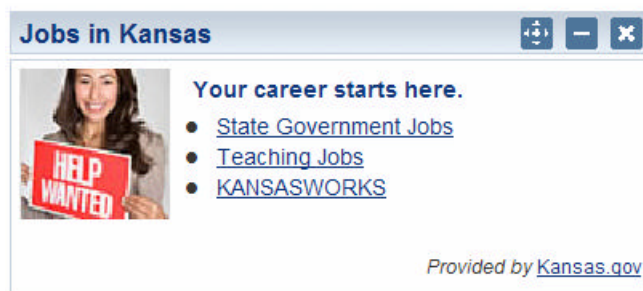 Jobs in Kansas
Your career starts here.
State Government Jobs
Teaching Jobs
KANSASWORKS
HELP
WANTED
Provided by Kansas.gov